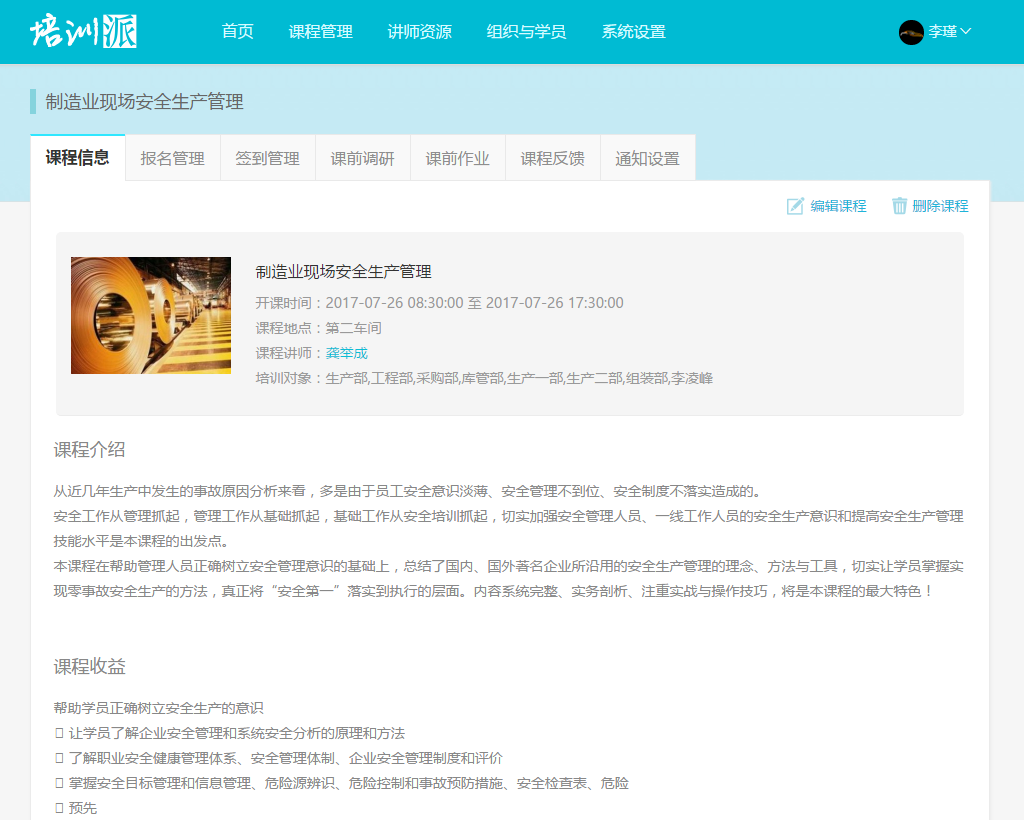 培训派
首页 课程管理 讲师资源 组织与学员 系统设置 李瑾
制造业现场安全生产管理
课程信息 报名管理 签到管理 课前调研 课前作业 课程反馈 通知设置
编辑课程 删除课程
制造业现场安全生产管理
开课时间：2017-07-26 08:30:00 至 2017-07-26 17:30:00
课程地点：第二车间
课程讲师：龚举成
培训对象：生产部,工程部,采购部,库管部,生产一部,生产二部,组装部,李凌峰
课程介绍
从近几年生产中发生的事故原因分析来看，多是由于员工安全意识淡薄、安全管理不到位、安全制度不落实造成的。
安全工作从管理抓起，管理工作从基础抓起，基础工作从安全培训抓起，切实加强安全管理人员、一线工作人员的安全生产意识和提高安全生产管理
技能水平是本课程的出发点。
本课程在帮助管理人员正确树立安全管理意识的基础上，总结了国内、国外著名企业所沿用的安全生产管理的理念、方法与工具，切实让学员掌握实
现零事故安全生产的方法，真正将“安全第一”落实到执行的层面。内容系统完整、实务剖析、注重实战与操作技巧，将是本课程的最大特色！
课程收益
帮助学员正确树立安全生产的意识
让学员了解企业安全管理和系统安全分析的原理和方法
了解职业安全健康管理体系、安全管理体制、企业安全管理制度和评价
掌握安全目标管理和信息管理、危险源辨识、危险控制和事故预防措施、安全检查表、危险
预先